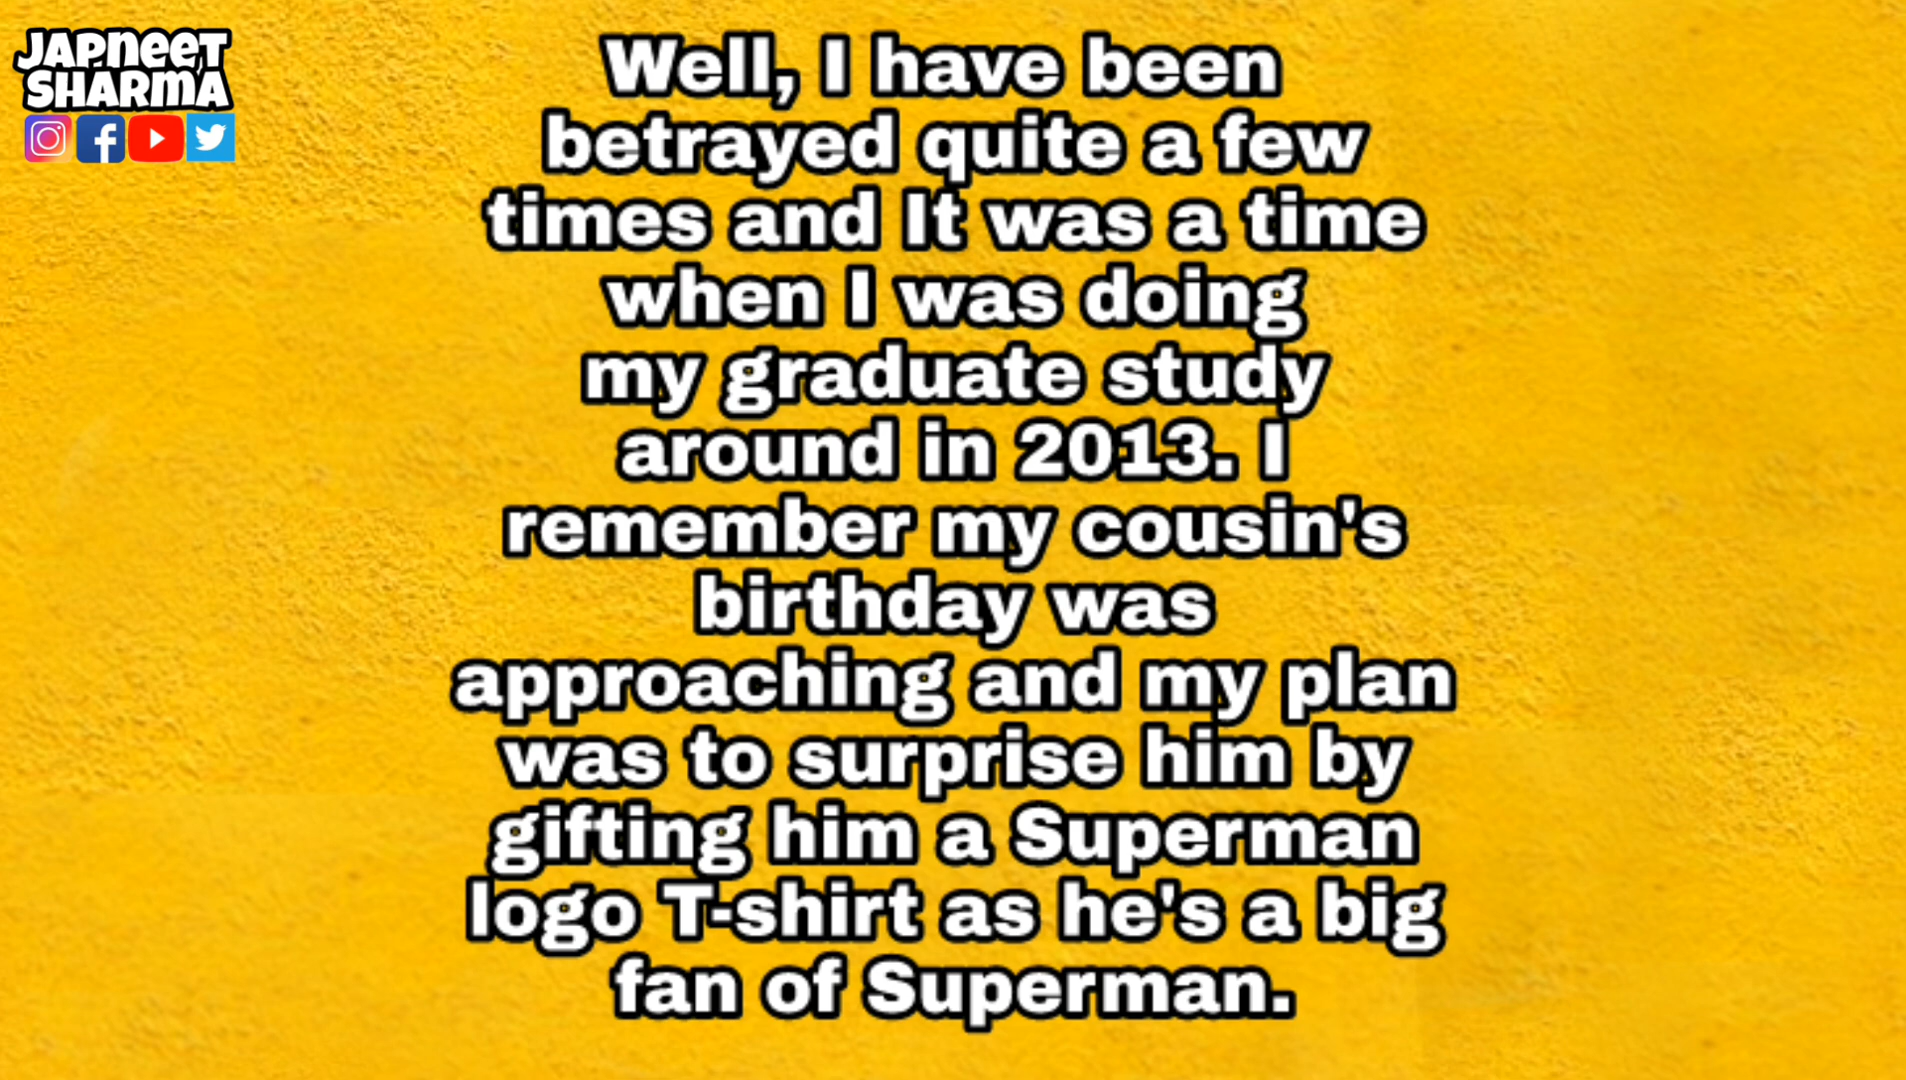 JAPNEET
SHARMA
Well, I have been
betrayed quite a few
times and It was a time
when I was doing
my graduate study
around in 2013. I
remember my cousin's
birthday was
approaching and my plan
was to surprise him by
gifting him a Superman
logo T-shirt as he's a big
fan of Superman.